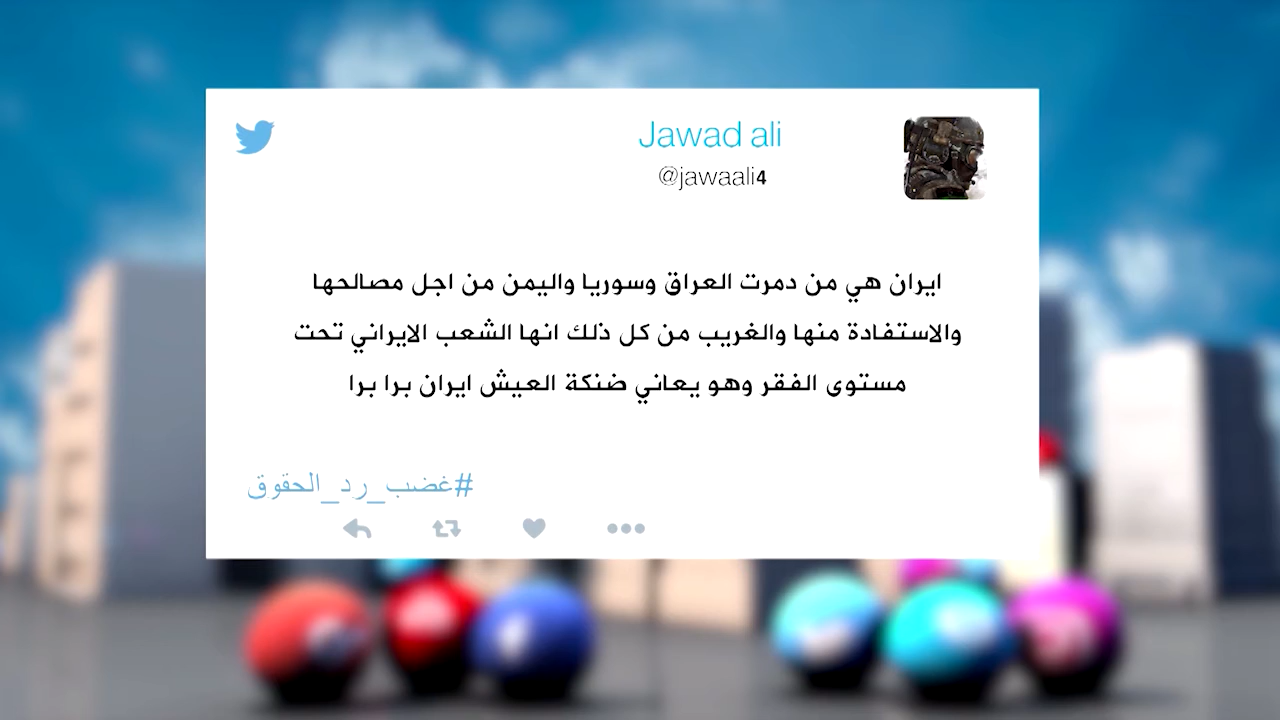 Jawad ali
@jawaali4
ايران هي من دمرت العراق وسوريا واليمن من اجل مصالحها
والاستفادة منها والغريب من كل ذلك انها الشعب الايراني تحت
مستوى الفقر وهو يعاني ضنكة العيش ايران برا برا
#غضب_رد_الحقوق